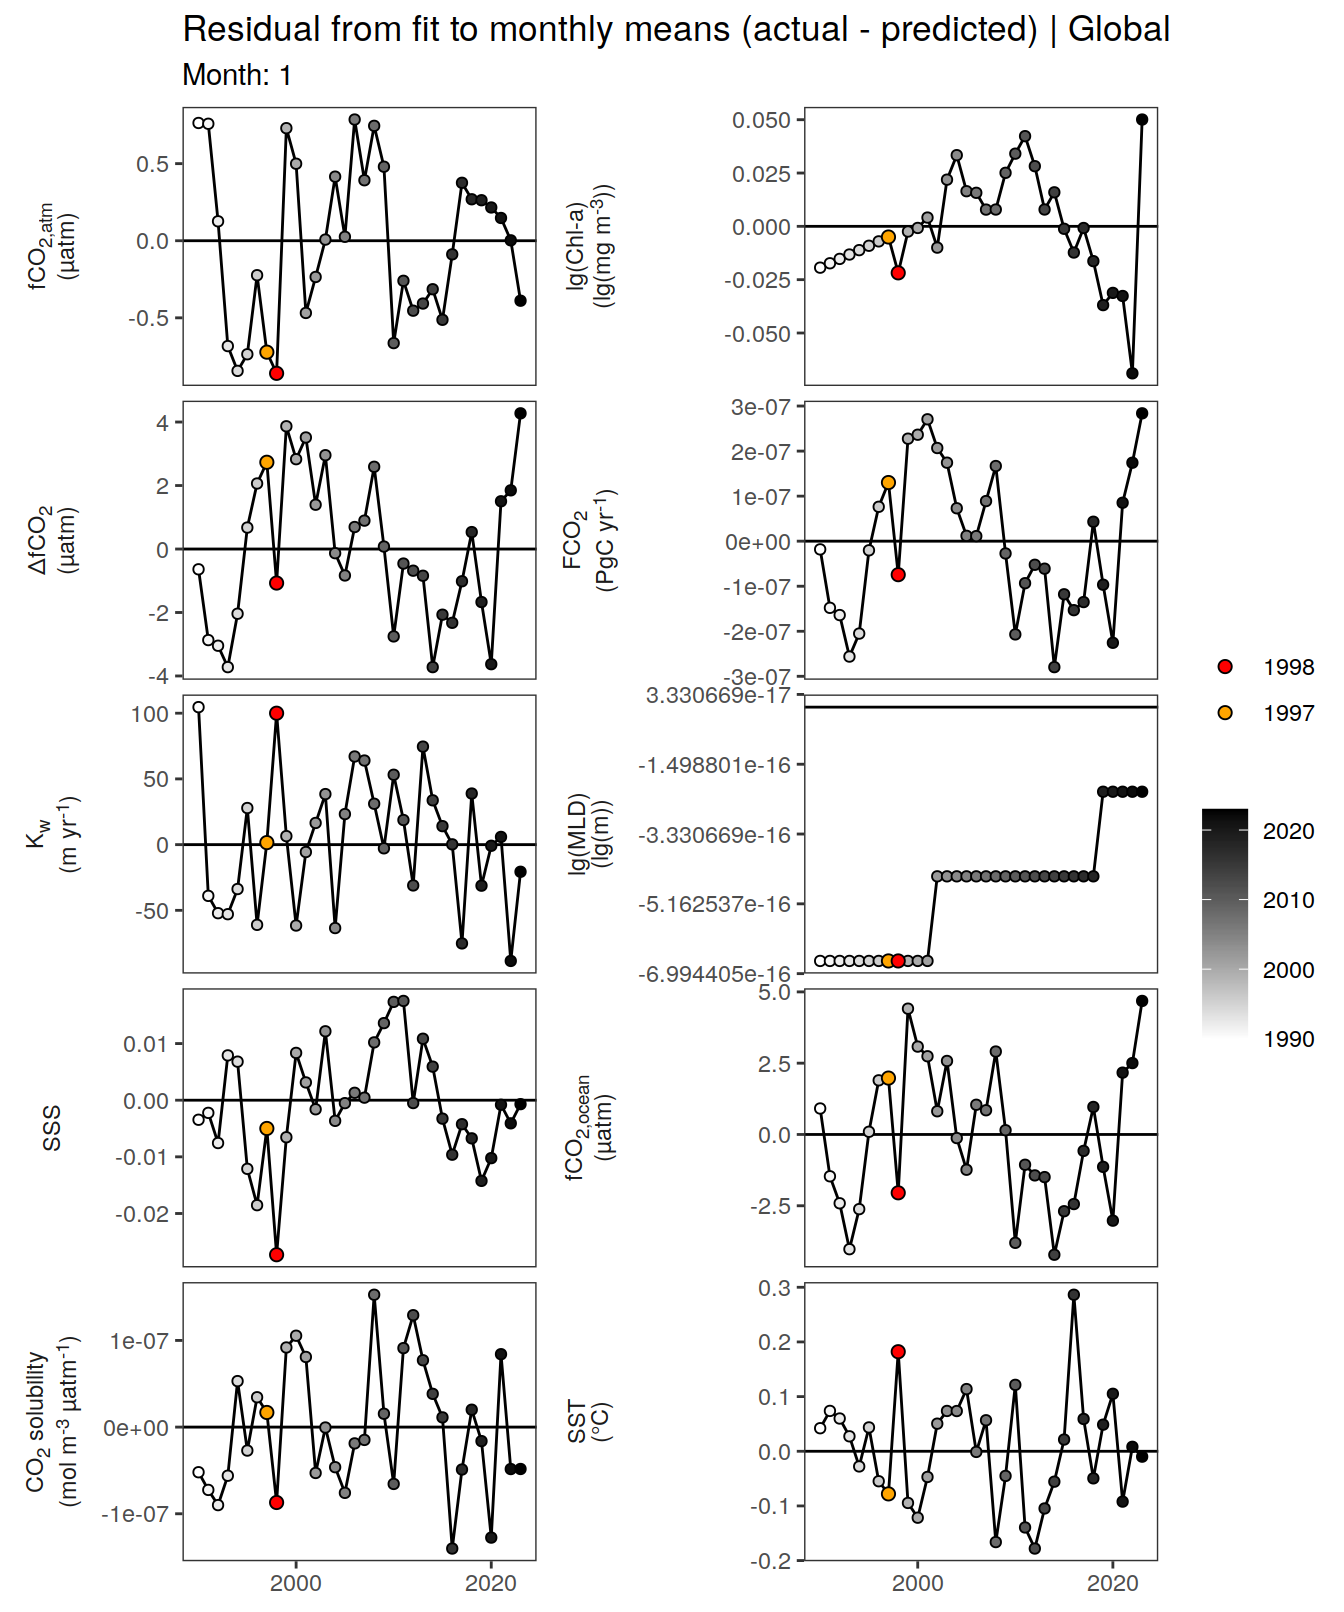 Residual from fit to monthly means (actual - predicted) | Global
Month: 1
fCO2,atm
(µatm)
0.5
0.0
-0.5
lg(Chl-a)
(lg(mg m-3))
0.050
0.025
0.000
-0.025
-0.050
ΔfCO2
(µatm)
4
2
0
-2
-4
FCO2
(PgC yr-1)
3e-07
2e-07
1e-07
0e+00
-1e-07
-2e-07
-3e-07
Kw
(m yr-1)
100
50
0
-50
lg(MLD)
(lg(m))
3.330669e-17
-1.498801e-16
-3.330669e-16
-5.162537e-16
-6.994405e-16
SSS
0.01
0.00
-0.01
-0.02
fCO2,ocean
(µatm)
5.0
2.5
0.0
-2.5
CO2 solubility
(mol m-3 µatm-1)
1e-07
0e+00
-1e-07
SST
(°C)
0.3
0.2
0.1
0.0
-0.1
-0.2
2000
2020
2000
2020
1998
1997
2020
2010
2000
1990